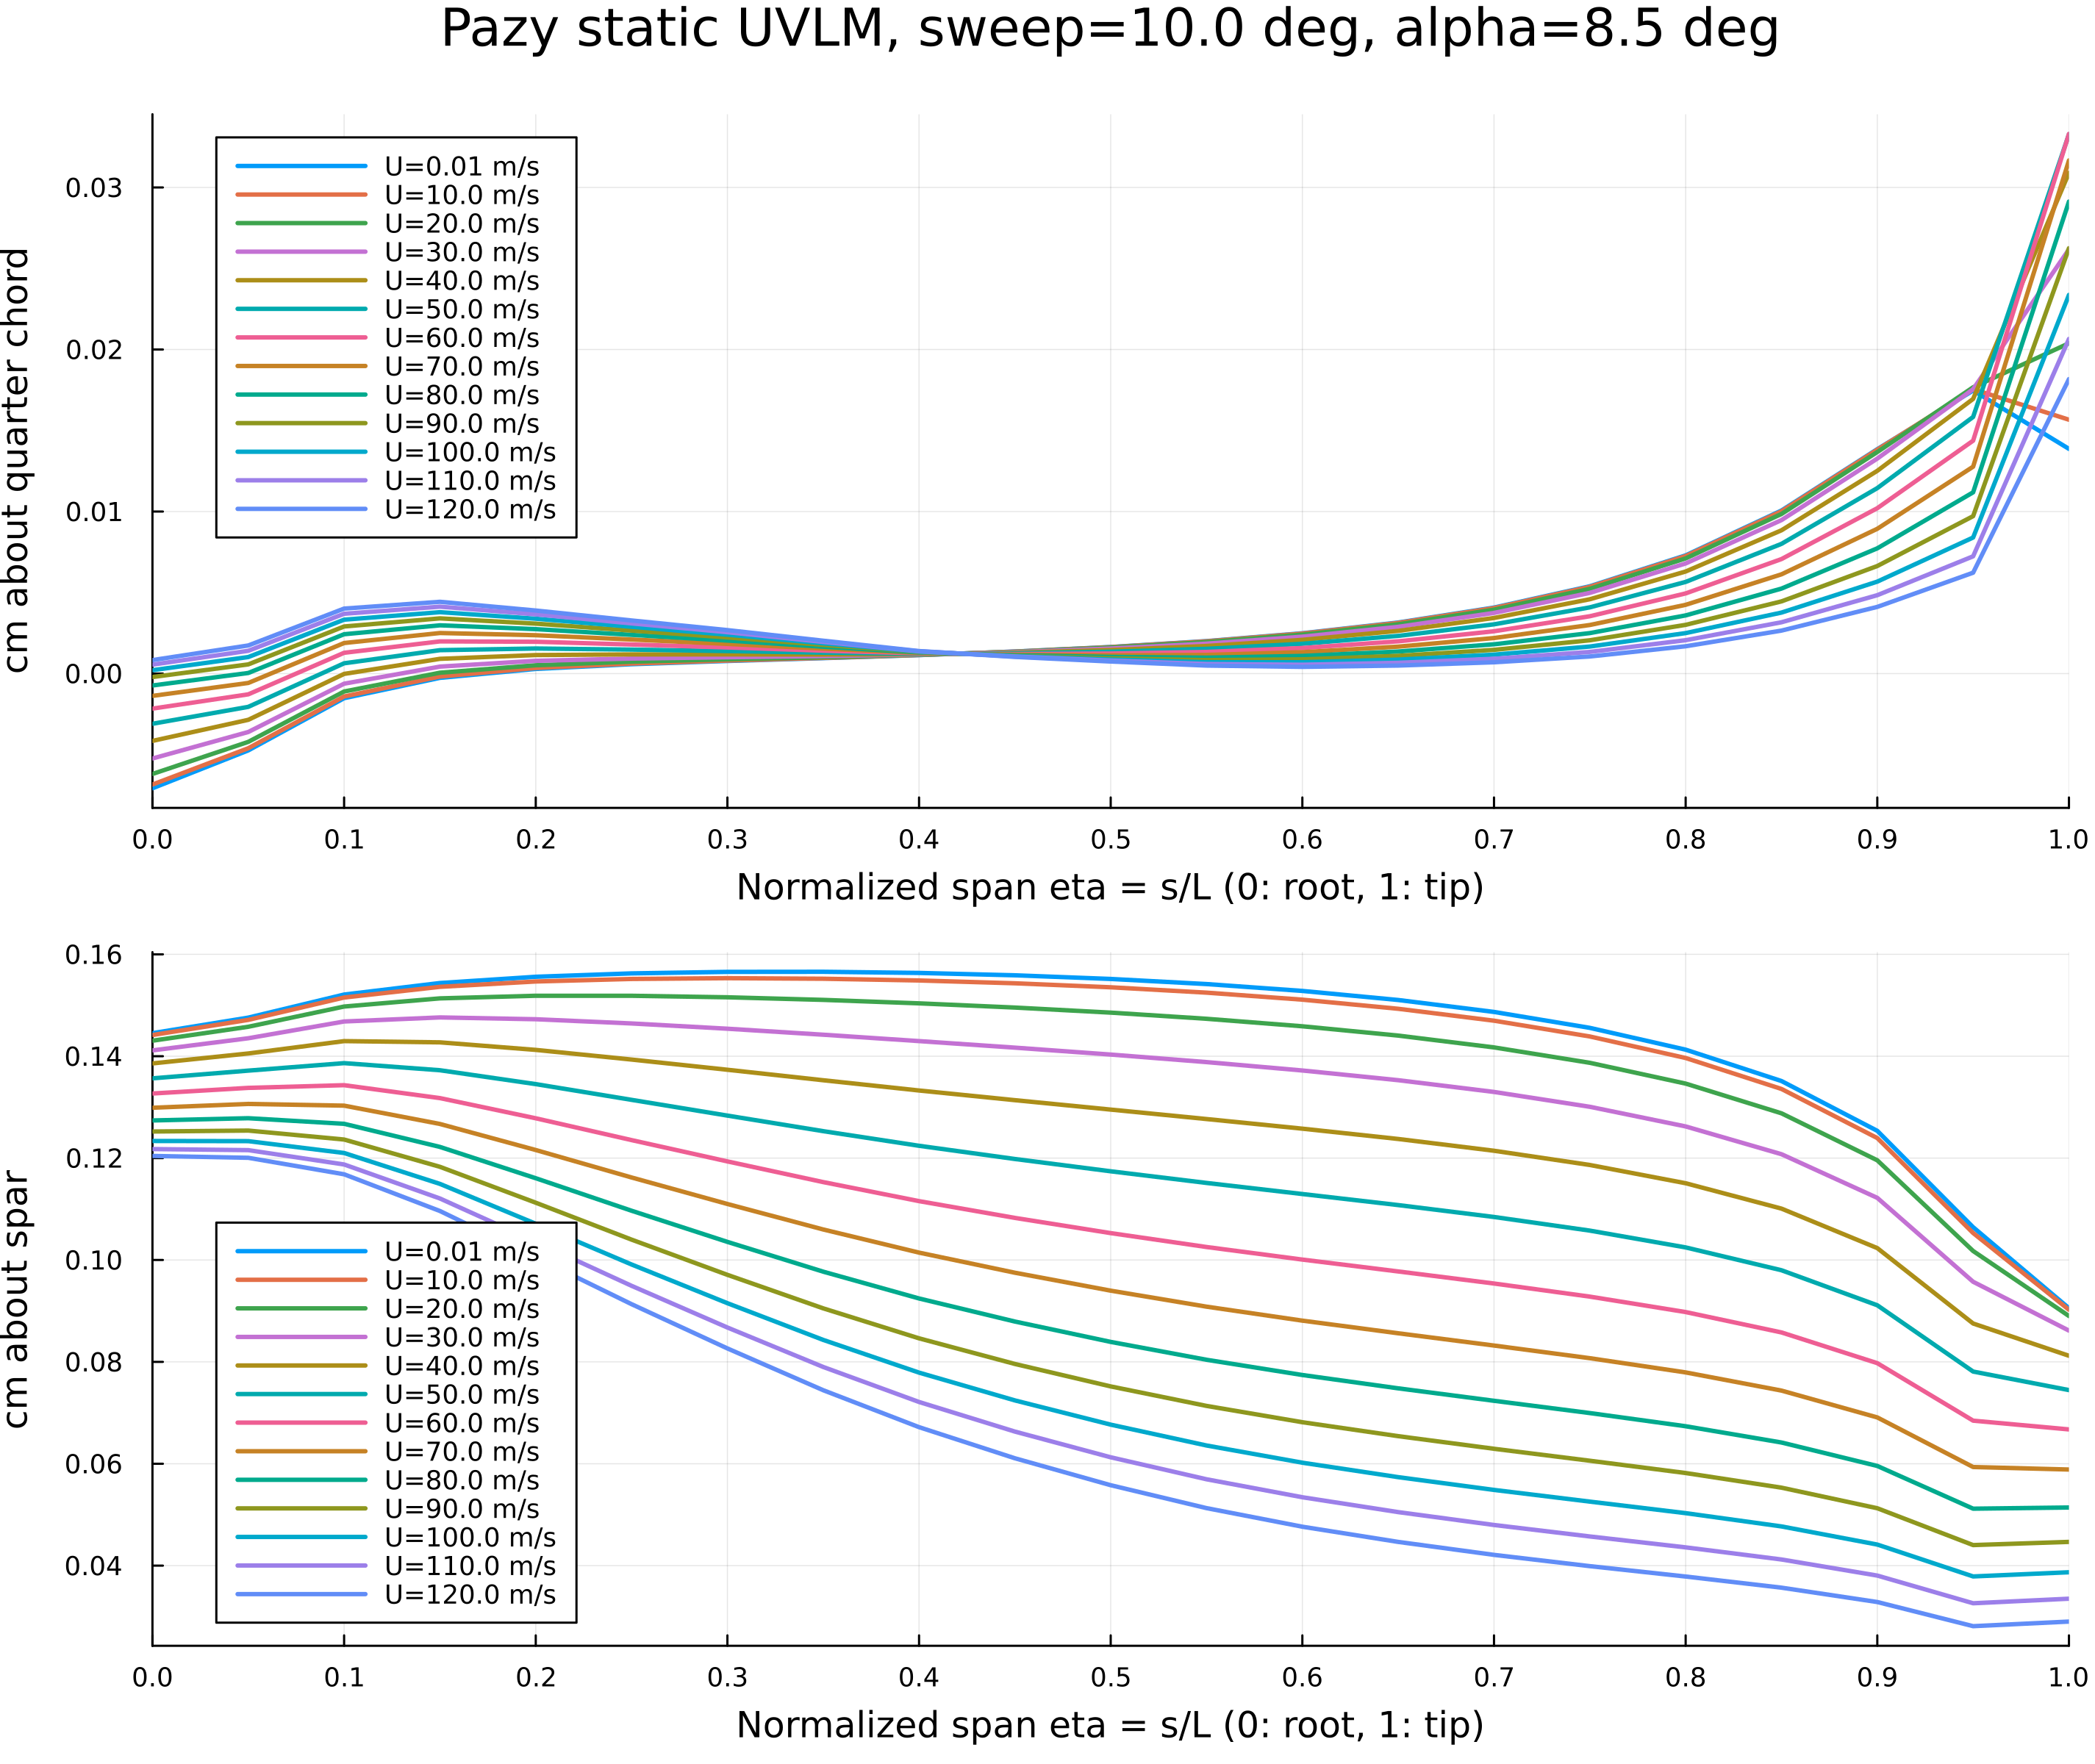 Pazy static UVLM, sweep=10.0 deg, alpha=8.5 deg
cm about quarter chord
0.03
0.02
0.01
0.00
U=0.01 m/s
U=10.0 m/s
U=20.0 m/s
U=30.0 m/s
U=40.0 m/s
U=50.0 m/s
U=60.0 m/s
U=70.0 m/s
U=80.0 m/s
U=90.0 m/s
U=100.0 m/s
U=110.0 m/s
U=120.0 m/s
0.0 0.1 0.2 0.3 0.4 0.5 0.6 0.7 0.8 0.9 1.0
Normalized span eta = s/L (0: root, 1: tip)
cm about spar
0.16
0.14
0.12
0.10
0.08
0.06
0.04
U=0.01 m/s
U=10.0 m/s
U=20.0 m/s
U=30.0 m/s
U=40.0 m/s
U=50.0 m/s
U=60.0 m/s
U=70.0 m/s
U=80.0 m/s
U=90.0 m/s
U=100.0 m/s
U=110.0 m/s
U=120.0 m/s
0.0 0.1 0.2 0.3 0.4 0.5 0.6 0.7 0.8 0.9 1.0
Normalized span eta = s/L (0: root, 1: tip)